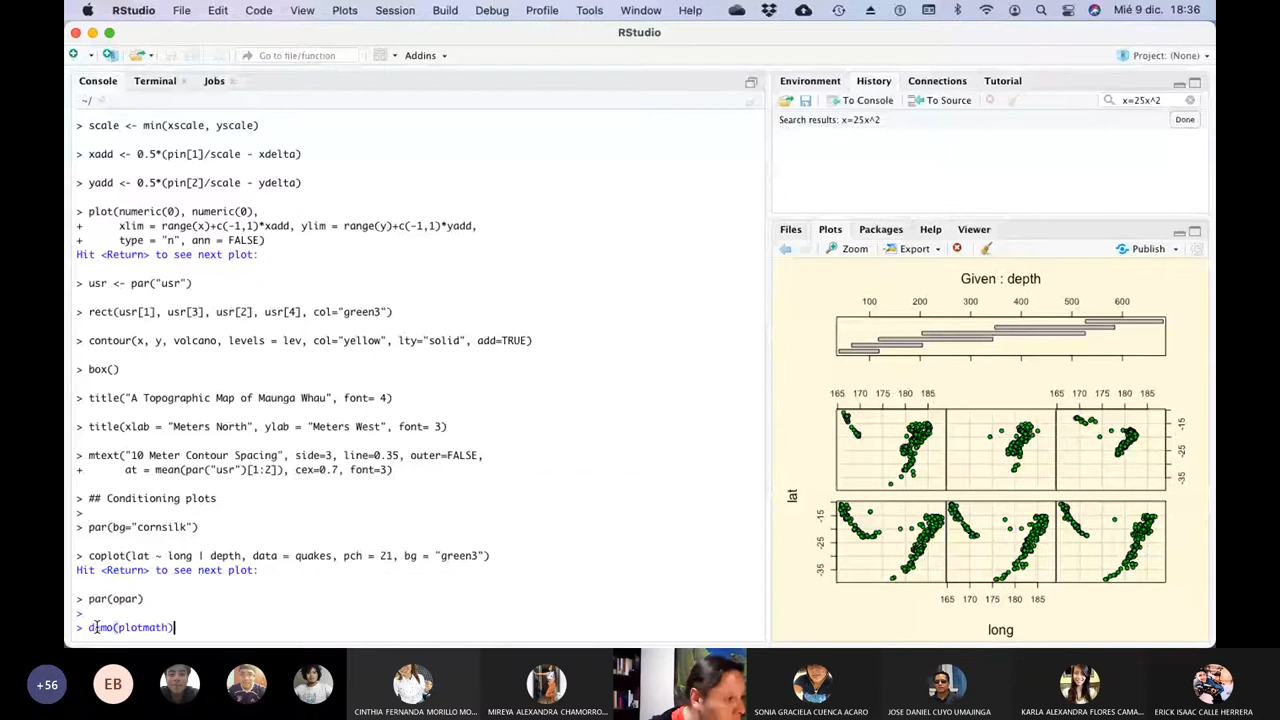 RStudio File Edit Code View Plots Session Build Debug Profile Tools Window Help Mié 9 dic. 18:36
RStudio
Go to file/function Addins Project: (None)
Console Terminal Jobs
~/
> scale <- min(xscale, yscale)
> xadd <- 0.5*(pin[1]/scale - xdelta)
> yadd <- 0.5*(pin[2]/scale - ydelta)
> plot(numeric(0), numeric(0),
+ xlim = range(x)+c(-1,1)*xadd, ylim = range(y)+c(-1,1)*yadd,
+ type = "n", ann = FALSE)
Hit <Return> to see next plot:
> usr <- par("usr")
> rect(usr[1], usr[3], usr[2], usr[4], col="green3")
> contour(x, y, volcano, levels = lev, col="yellow", lty="solid", add=TRUE)
> box()
> title("A Topographic Map of Maunga Whau", font= 4)
> title(xlab = "Meters North", ylab = "Meters West", font= 3)
> mtext("10 Meter Contour Spacing", side=3, line=0.35, outer=FALSE,
+ at = mean(par("usr")[1:2]), cex=0.7, font=3)
> ## Conditioning plots
>
> par(bg="cornsilk")
> coplot(lat ~ long | depth, data = quakes, pch = 21, bg = "green3")
Hit <Return> to see next plot:
> par(opar)
>
> demo(plotmath)
Environment History Connections Tutorial
To Console To Source x=25x^2
Search results: x=25x^2 Done
Files Plots Packages Help Viewer
Zoom Export Publish
Given : depth
100 200 300 400 500 600
165 170 175 180 185 165 170 175 180 185
-15
-25
-35
lat
-15
-25
-35
165 170 175 180 185
long
+56
EB
CINTHIA FERNANDA MORILLO MO...
MIREYA ALEXANDRA CHAMORRO...
SONIA GRACIELA CUENCA ACARO
JOSE DANIEL CUYO UMAJINGA
KARLA ALEXANDRA FLORES CAMA...
ERICK ISAAC CALLE HERRERA